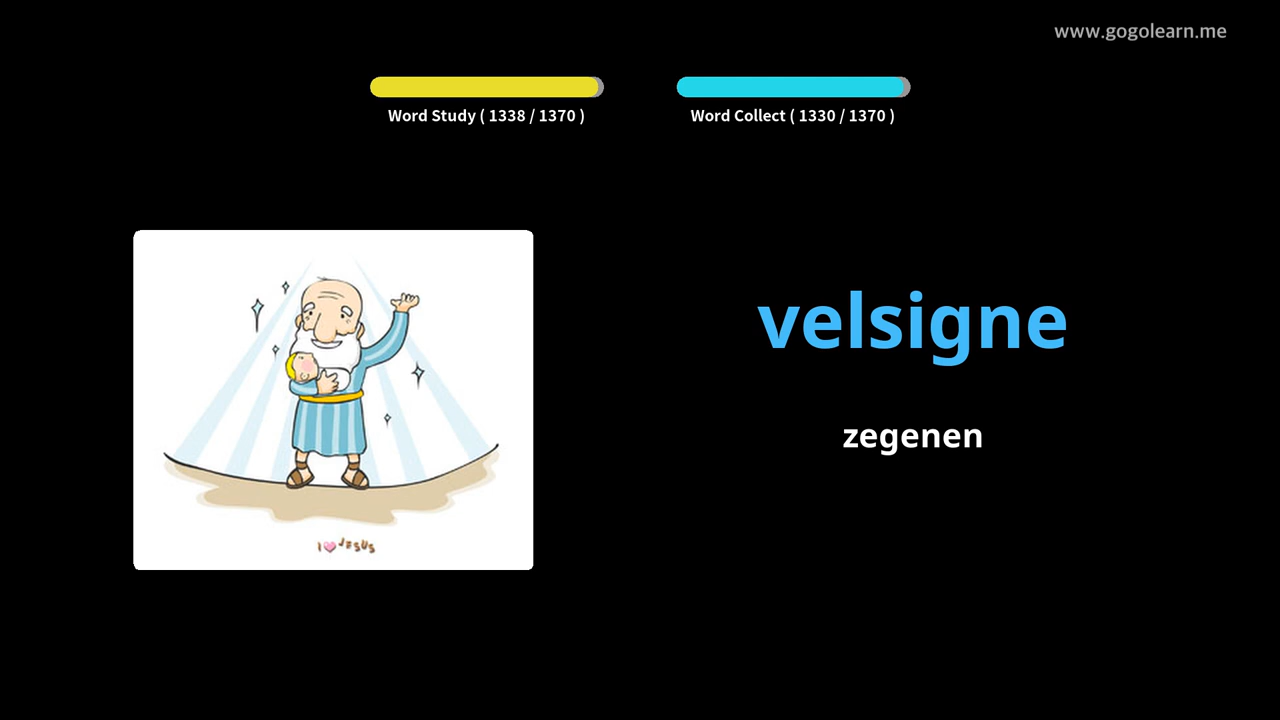 www.gogolearn.me
Word Study ( 1338 / 1370 )
Word Collect ( 1330 / 1370 )
velsigne
zegenen
I JESUS